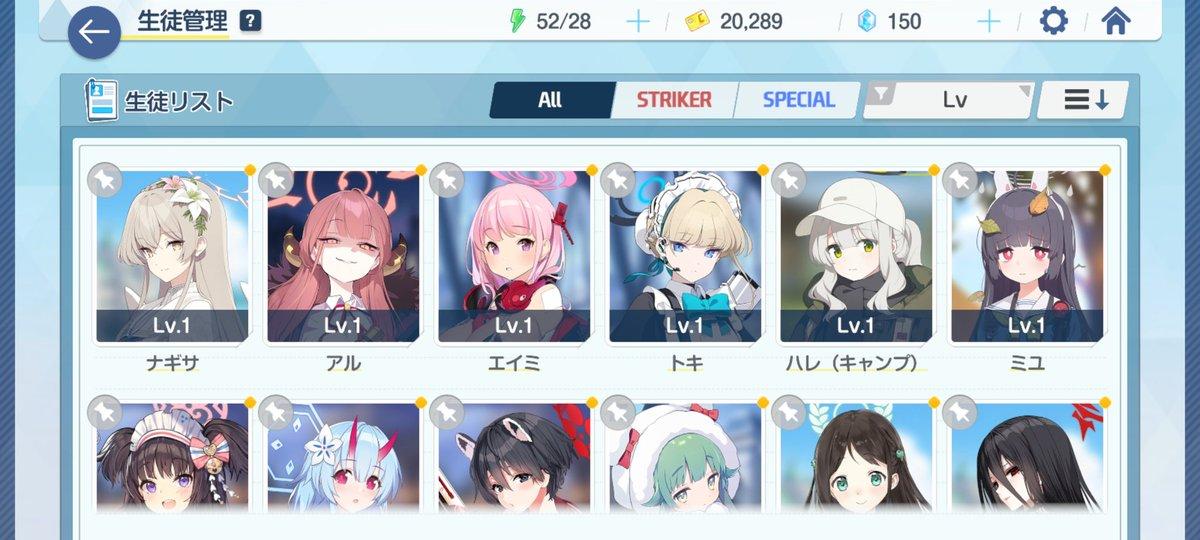 生徒管理 ? 52/28 20,289 150
生徒リスト All STRIKER SPECIAL Lv
Lv.1 Lv.1 Lv.1 Lv.1 Lv.1 Lv.1
ナギサ アル エイミ トキ ハレ（キャンプ） ミユ